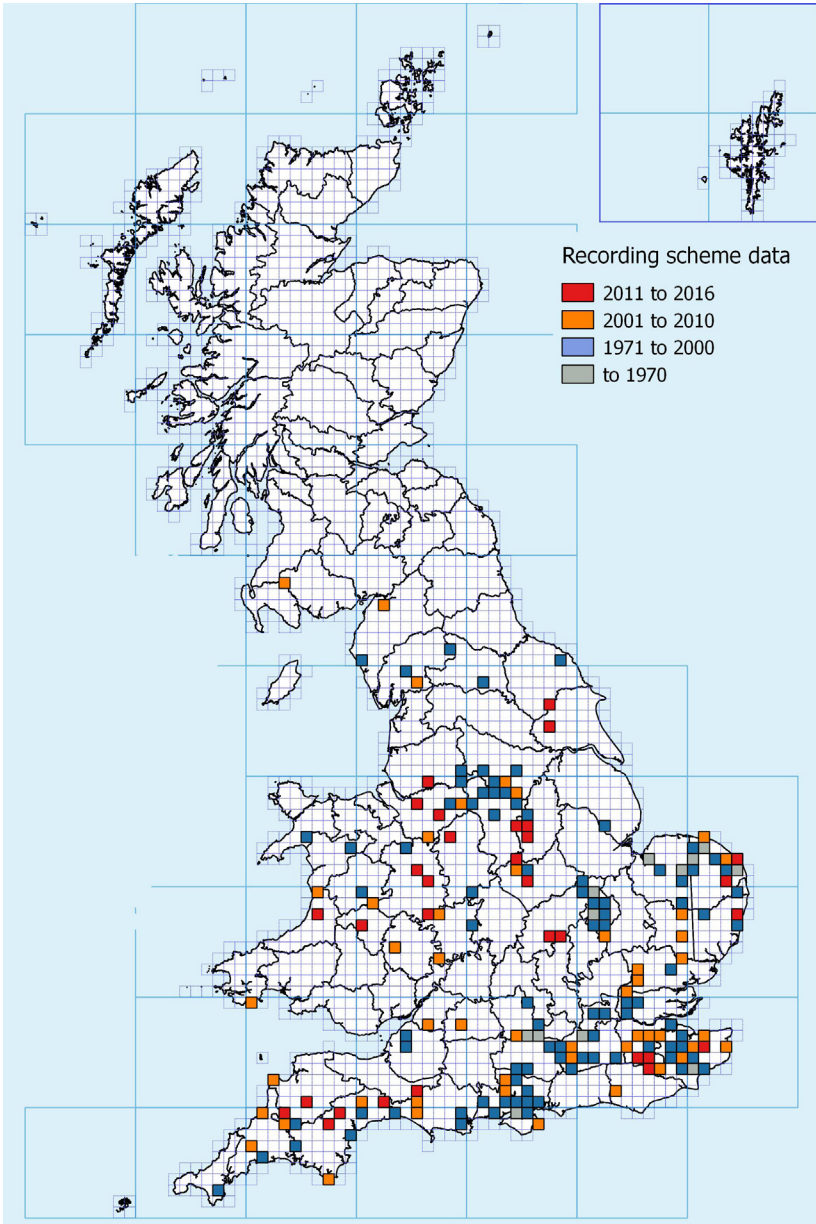 Recording scheme data
2011 to 2016
2001 to 2010
1971 to 2000
to 1970